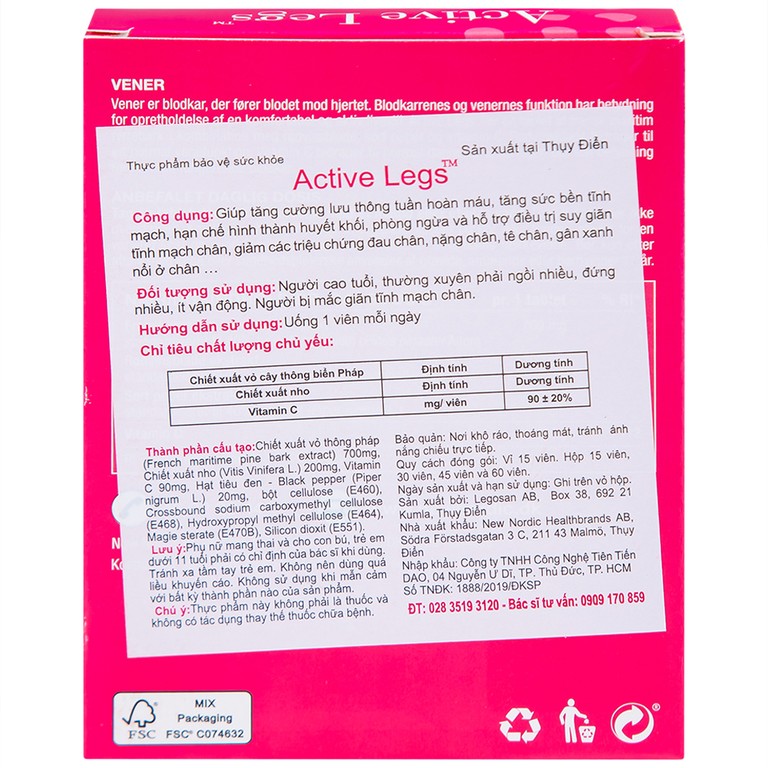 Active Legs™
VENER
Vener er blodkar, der fører blodet mod hjertet. Blodkarrenes og venernes funktion har betydning
for opretholdelse af en komfortabel og
Thực phẩm bảo vệ sức khỏe
Sản xuất tại Thụy Điển
Active Legs™
Công dụng: Giúp tăng cường lưu thông tuần hoàn máu, tăng sức bền tĩnh
mạch, hạn chế hình thành huyết khối, phòng ngừa và hỗ trợ điều trị suy giãn
tĩnh mạch chân, giảm các triệu chứng đau chân, nặng chân, tê chân, gân xanh
nổi ở chân ...
Đối tượng sử dụng: Người cao tuổi, thường xuyên phải ngồi nhiều, đứng
nhiều, ít vận động. Người bị mắc giãn tĩnh mạch chân.
Hướng dẫn sử dụng: Uống 1 viên mỗi ngày
Chỉ tiêu chất lượng chủ yếu:
Chiết xuất vỏ cây thông biển Pháp Định tính Dương tính
Chiết xuất nho Định tính Dương tính
Vitamin C mg/ viên 90 ± 20%
Thành phần cấu tạo:Chiết xuất vỏ thông pháp
(French maritime pine bark extract) 700mg,
Chiết xuất nho (Vitis Vinifera L.) 200mg, Vitamin
C 90mg, Hạt tiêu đen - Black pepper (Piper
nigrum L.) 20mg, bột cellulose (E460),
Crossbound sodium carboxymethyl cellulose
(E468), Hydroxypropyl methyl cellulose (E464),
Magie sterate (E470B), Silicon dioxit (E551).
Lưu ý:Phụ nữ mang thai và cho con bú, trẻ em
dưới 11 tuổi phải có chỉ định của bác sĩ khi dùng.
Tránh xa tầm tay trẻ em. Không nên dùng quá
liều khuyến cáo. Không sử dụng khi mẫn cảm
với bất kỳ thành phần nào của sản phẩm.
Chú ý:Thực phẩm này không phải là thuốc và
không có tác dụng thay thế thuốc chữa bệnh.
Bảo quản: Nơi khô ráo, thoáng mát, tránh ánh
nắng chiếu trực tiếp.
Quy cách đóng gói: Vỉ 15 viên. Hộp 15 viên,
30 viên, 45 viên và 60 viên.
Ngày sản xuất và hạn sử dụng: Ghi trên vỏ hộp.
Sản xuất bởi: Legosan AB, Box 38, 692 21
Kumla, Thụy Điển
Nhà xuất khẩu: New Nordic Healthbrands AB,
Södra Förstadsgatan 3 C, 211 43 Malmö, Thụy
Điển
Nhập khẩu: Công ty TNHH Công Nghệ Tiên Tiến
DAO, 04 Nguyễn Ư Dĩ, TP. Thủ Đức, TP. HCM
Số TNĐK: 1888/2019/ĐKSP
ĐT: 028 3519 3120 - Bác sĩ tư vấn: 0909 170 859
FSC
MIX
Packaging
FSC® C074632